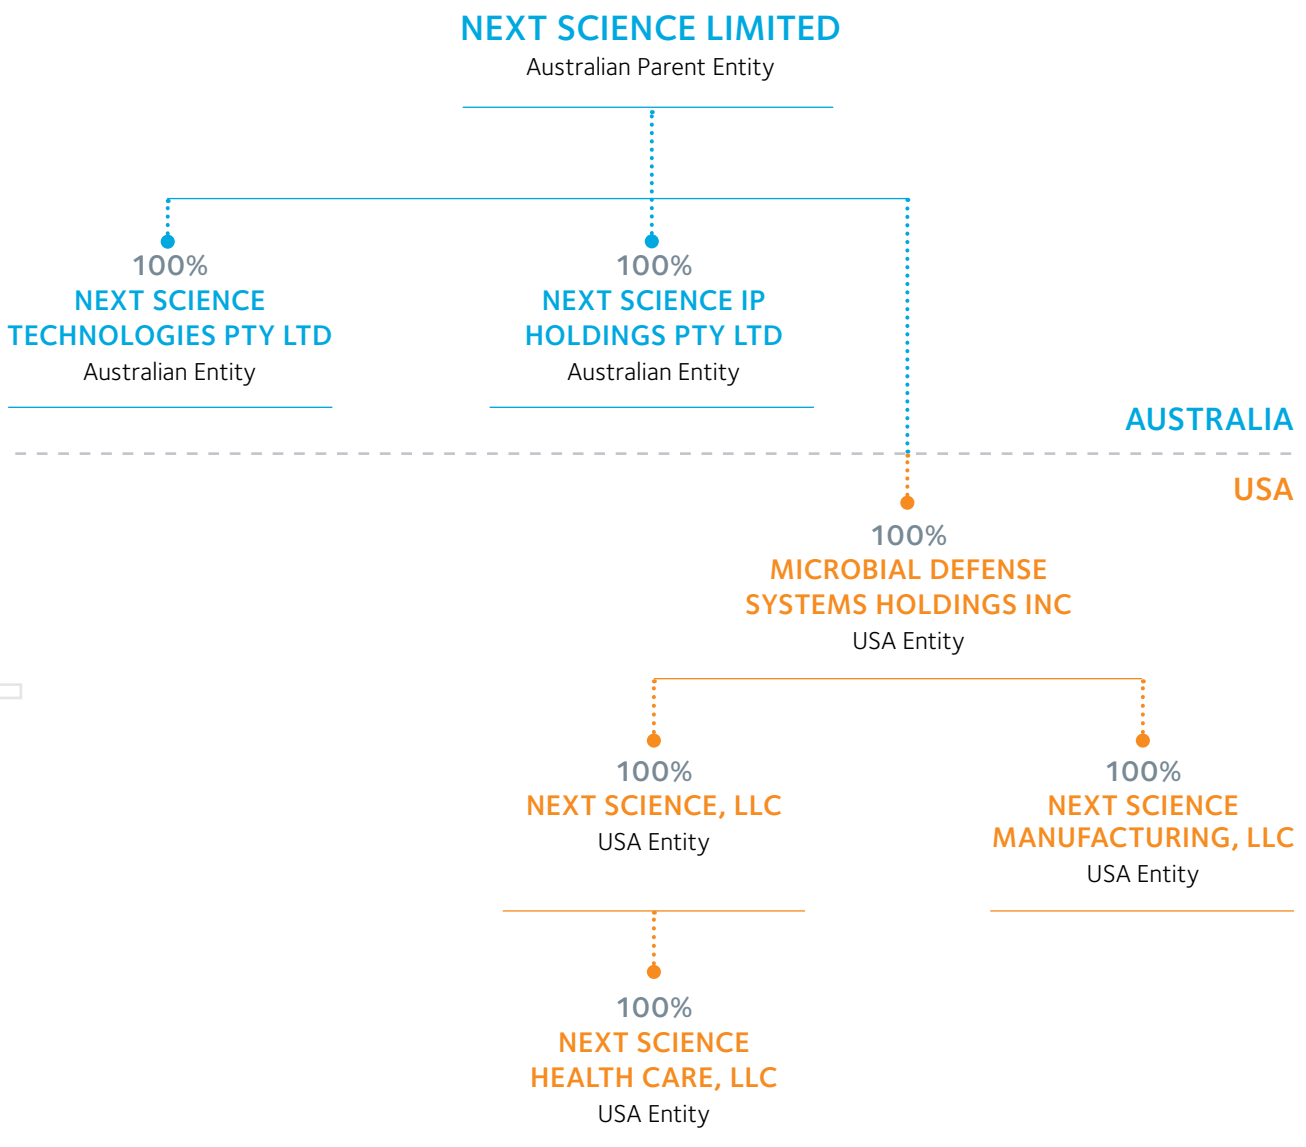 NEXT SCIENCE LIMITED
Australian Parent Entity
100%
NEXT SCIENCE
TECHNOLOGIES PTY LTD
Australian Entity
100%
NEXT SCIENCE IP
HOLDINGS PTY LTD
Australian Entity
AUSTRALIA
USA
100%
MICROBIAL DEFENSE
SYSTEMS HOLDINGS INC
USA Entity
100%
NEXT SCIENCE, LLC
USA Entity
100%
NEXT SCIENCE
MANUFACTURING, LLC
USA Entity
100%
NEXT SCIENCE
HEALTH CARE, LLC
USA Entity